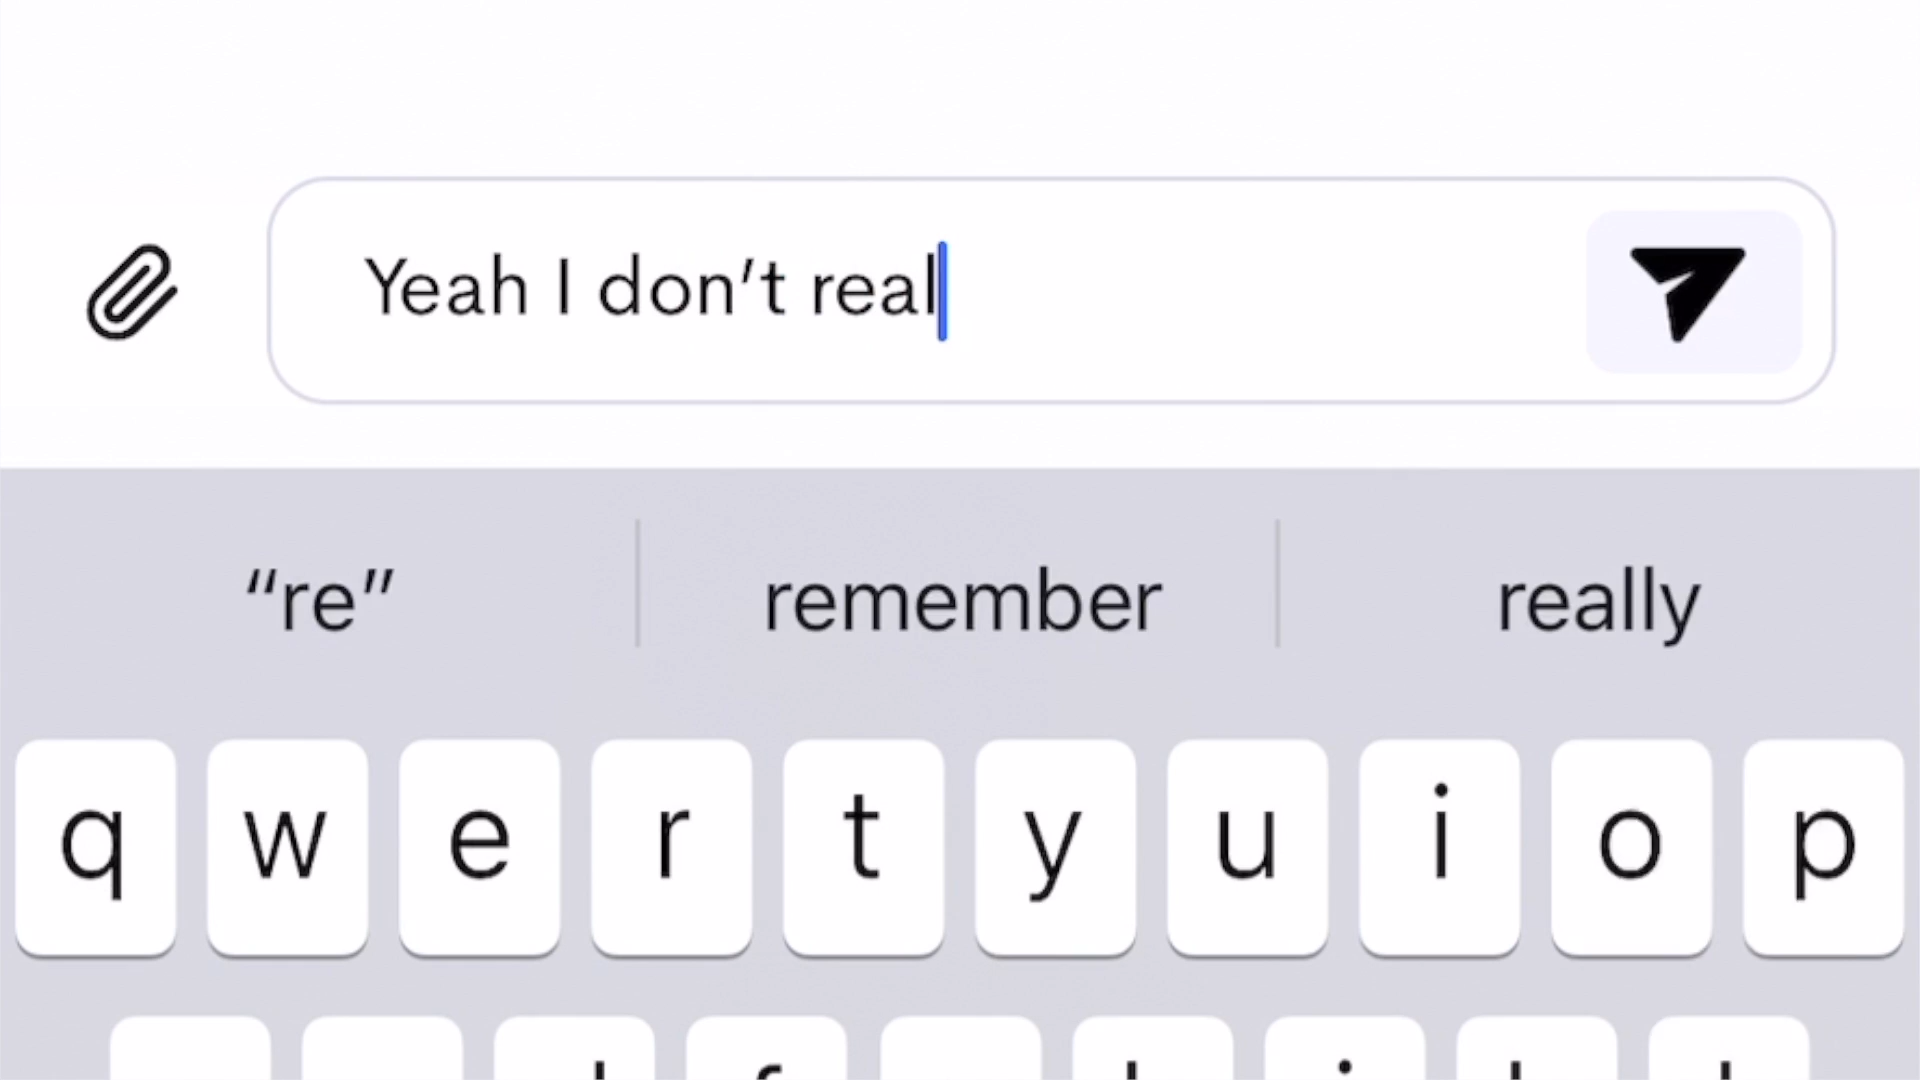 Yeah I don't real
“re” remember really
q w e r t y u i o p